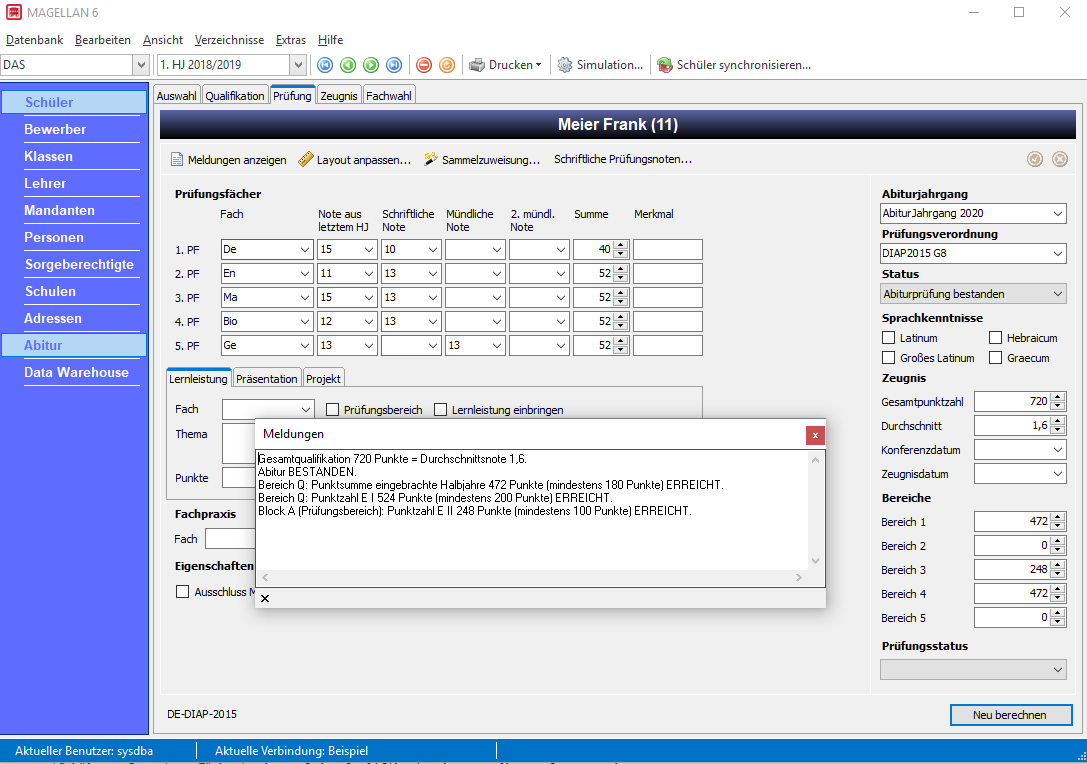 MAGELLAN 6
Datenbank Bearbeiten Ansicht Verzeichnisse Extras Hilfe
DAS 1. HJ 2018/2019 Drucken Simulation... Schüler synchronisieren...
Schüler
Bewerber
Klassen
Lehrer
Mandanten
Personen
Sorgeberechtigte
Schulen
Adressen
Abitur
Data Warehouse
Auswahl Qualifikation Prüfung Zeugnis Fachwahl
Meier Frank (11)
Meldungen anzeigen Layout anpassen... Sammelzuweisung... Schriftliche Prüfungsnoten...
Prüfungsfächer
Fach Note aus letztem HJ Schriftliche Note Mündliche Note 2. mündl. Note Summe Merkmal
1. PF De 15 10 40
2. PF En 11 13 52
3. PF Ma 15 13 52
4. PF Bio 12 13 52
5. PF Ge 13 13 52
Lernleistung Präsentation Projekt
Fach Prüfungsbereich Lernleistung einbringen
Thema
Punkte
Fachpraxis
Fach
Eigenschaften
Ausschluss M
Meldungen
x
Gesamtqualifikation 720 Punkte = Durchschnittsnote 1,6.
Abitur BESTANDEN.
Bereich Q: Punktsumme eingebrachte Halbjahre 472 Punkte (mindestens 180 Punkte) ERREICHT.
Bereich Q: Punktzahl E I 524 Punkte (mindestens 200 Punkte) ERREICHT.
Block A (Prüfungsbereich): Punktzahl E II 248 Punkte (mindestens 100 Punkte) ERREICHT.
Abiturjahrgang
AbiturJahrgang 2020
Prüfungsverordnung
DIAP2015 G8
Status
Abiturprüfung bestanden
Sprachkenntnisse
Latinum Hebraicum
Großes Latinum Graecum
Zeugnis
Gesamtpunktzahl 720
Durchschnitt 1,6
Konferenzdatum
Zeugnisdatum
Bereiche
Bereich 1 472
Bereich 2 0
Bereich 3 248
Bereich 4 472
Bereich 5 0
Prüfungsstatus
DE-DIAP-2015
Neu berechnen
Aktueller Benutzer: sysdba Aktuelle Verbindung: Beispiel